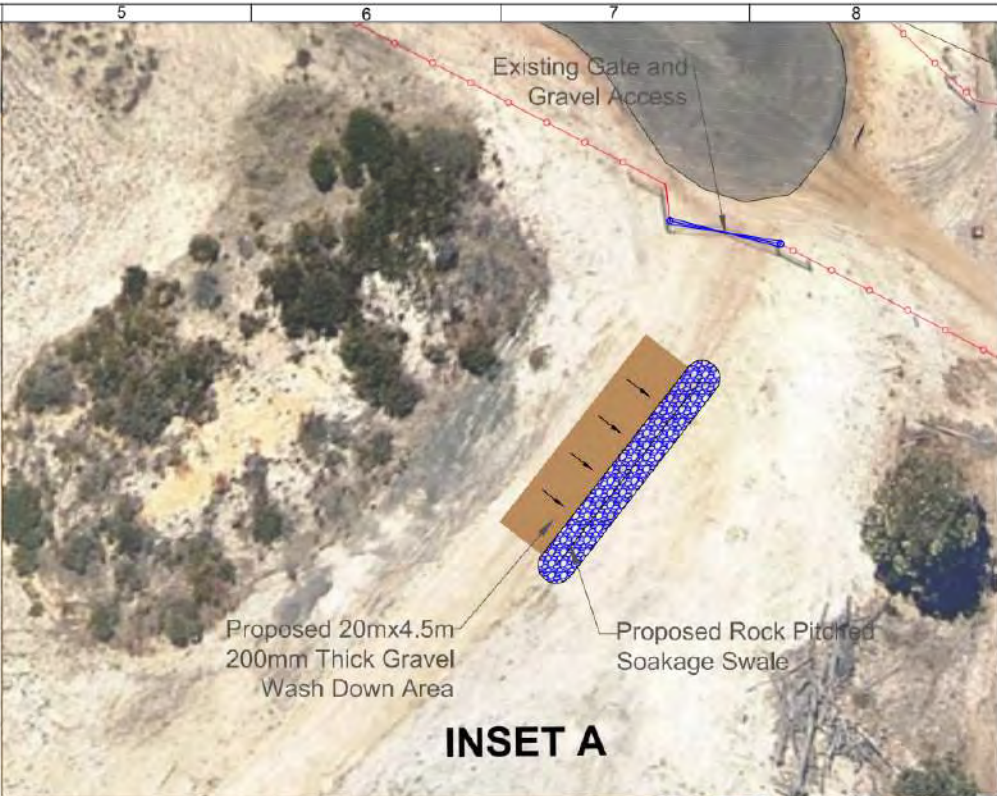 5 6 7 8
Existing Gate and
Gravel Access
Proposed 20mx4.5m
200mm Thick Gravel
Wash Down Area
Proposed Rock Pitched
Soakage Swale
INSET A